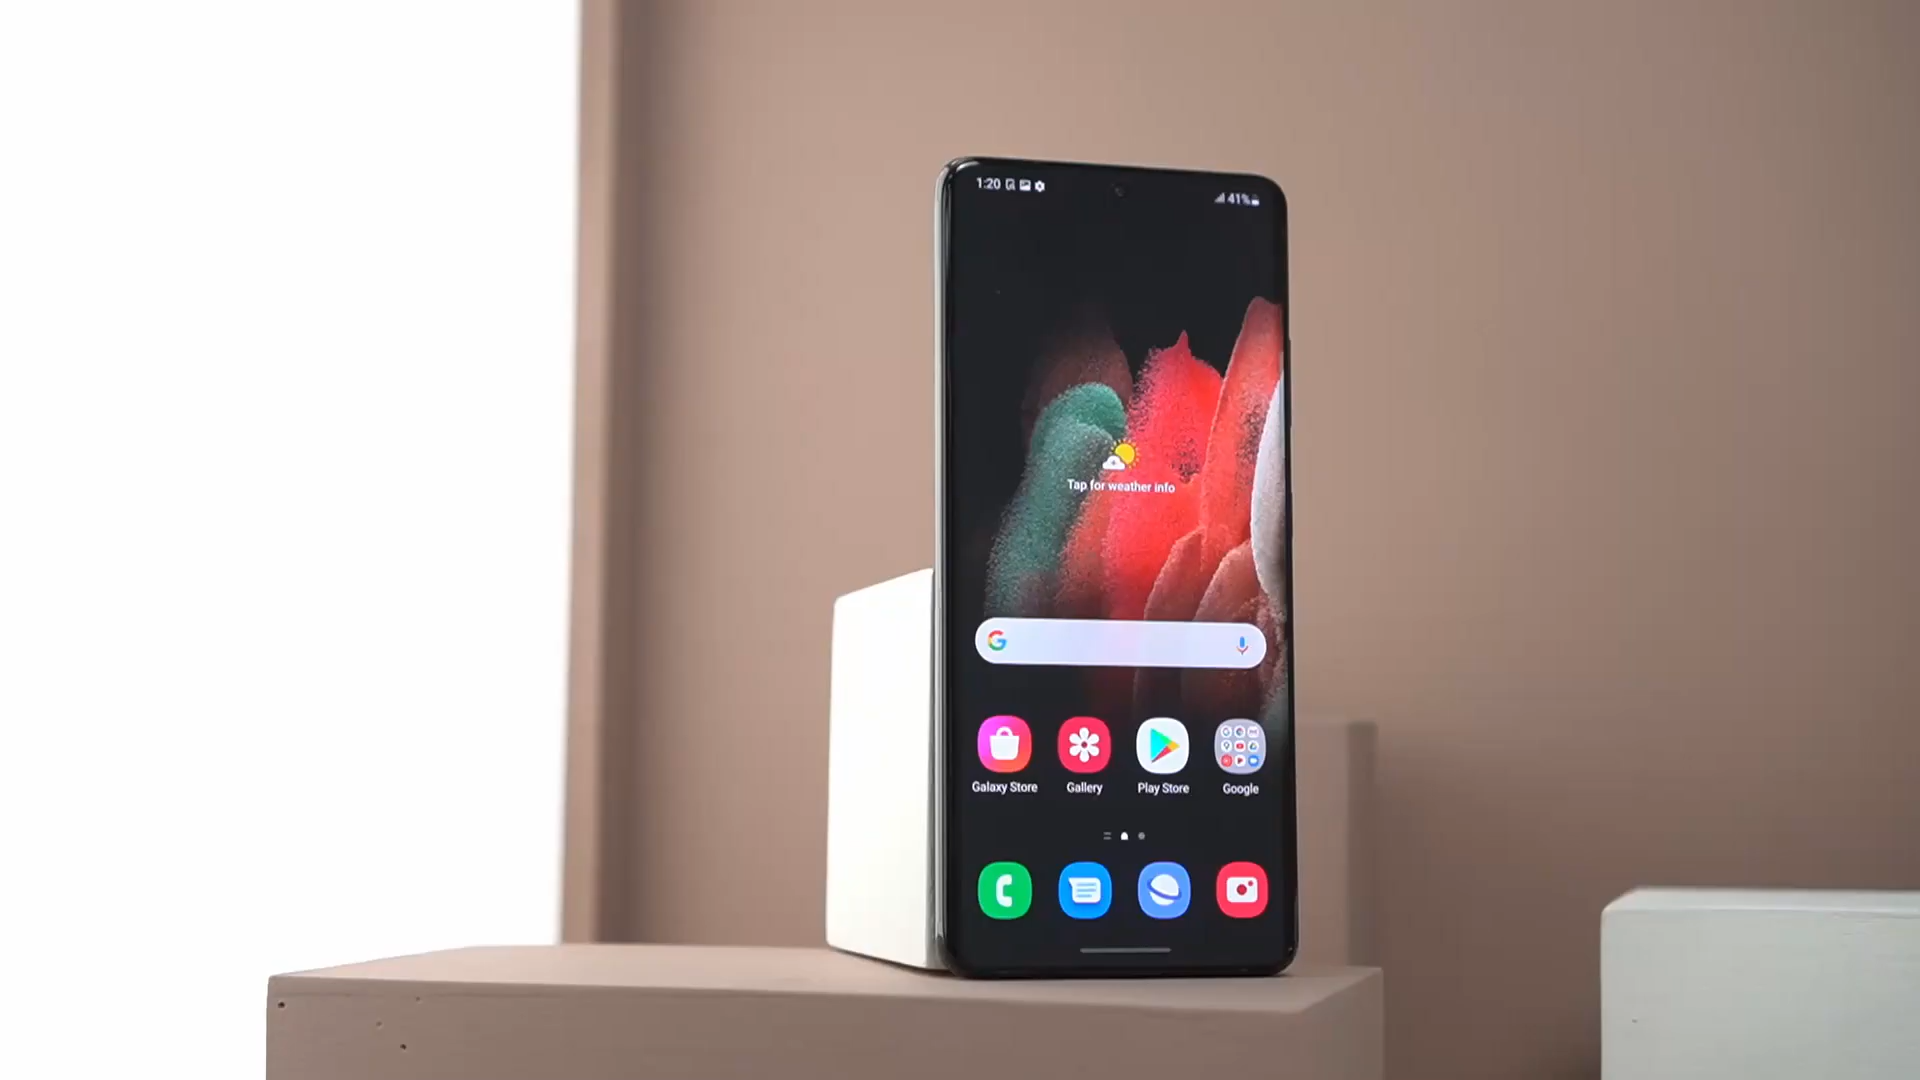 1:20
41%
Tap for weather info
Galaxy Store
Gallery
Play Store
Google